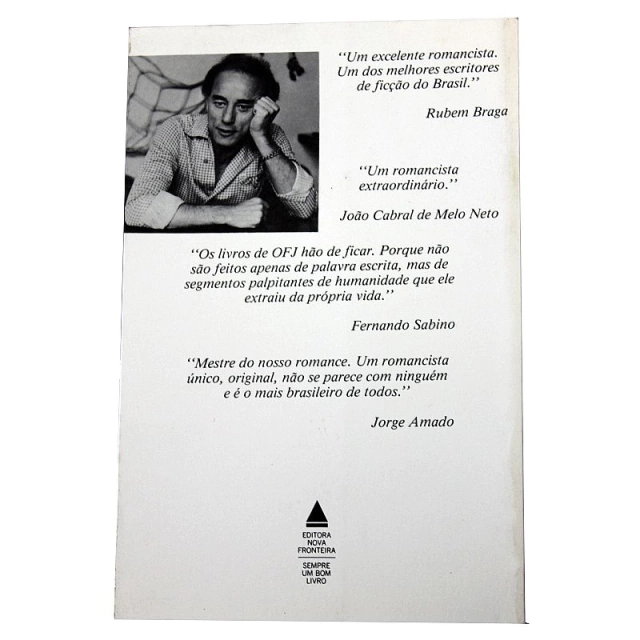 “Um excelente romancista.
Um dos melhores escritores
de ficção do Brasil.”
Rubem Braga
“Um romancista
extraordinário.”
João Cabral de Melo Neto
“Os livros de OFJ hão de ficar. Porque não
são feitos apenas de palavra escrita, mas de
segmentos palpitantes de humanidade que ele
extraiu da própria vida.”
Fernando Sabino
“Mestre do nosso romance. Um romancista
único, original, não se parece com ninguém
e é o mais brasileiro de todos.”
Jorge Amado
EDITORA
NOVA
FRONTEIRA
SEMPRE
UM BOM
LIVRO